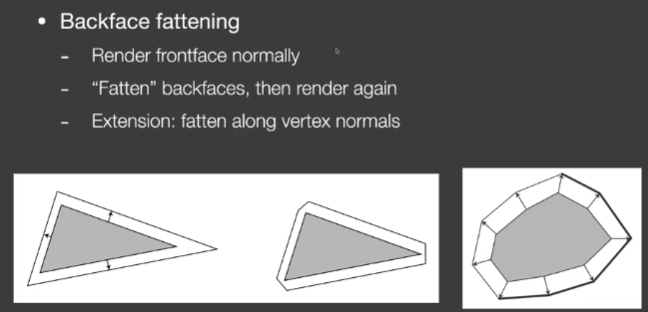 • Backface fattening
- Render frontface normally
- “Fatten” backfaces, then render again
- Extension: fatten along vertex normals